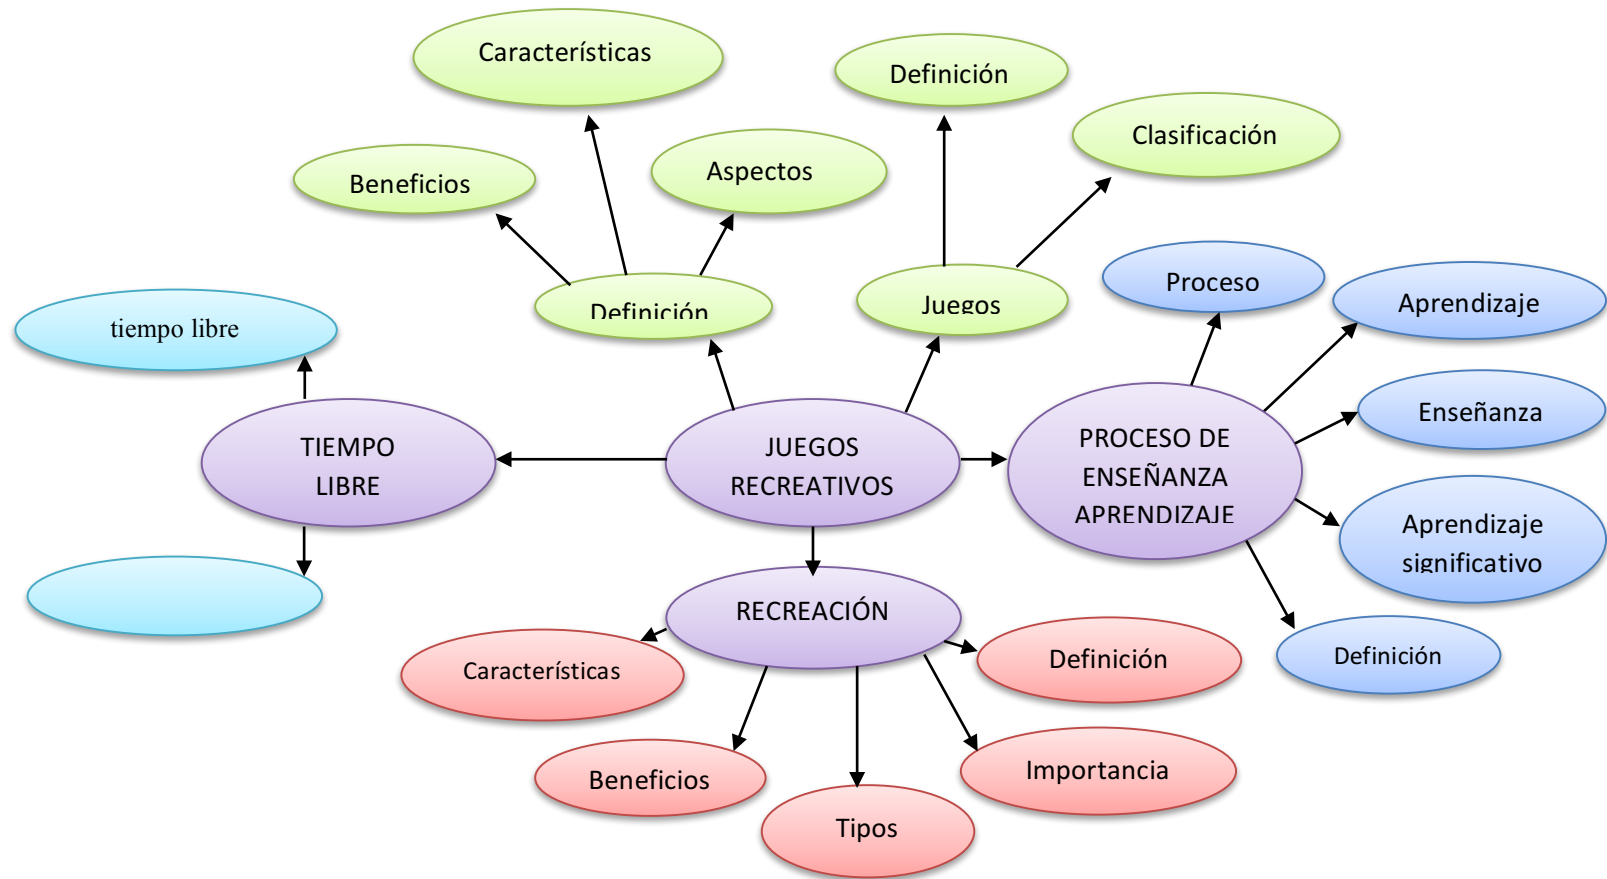 Características
Definición
Clasificación
Beneficios
Aspectos
Proceso
Aprendizaje
Definición
Juegos
tiempo libre
Enseñanza
TIEMPO
LIBRE
JUEGOS
RECREATIVOS
PROCESO DE
ENSEÑANZA
APRENDIZAJE
Aprendizaje
significativo
RECREACIÓN
Características
Definición
Definición
Beneficios
Importancia
Tipos